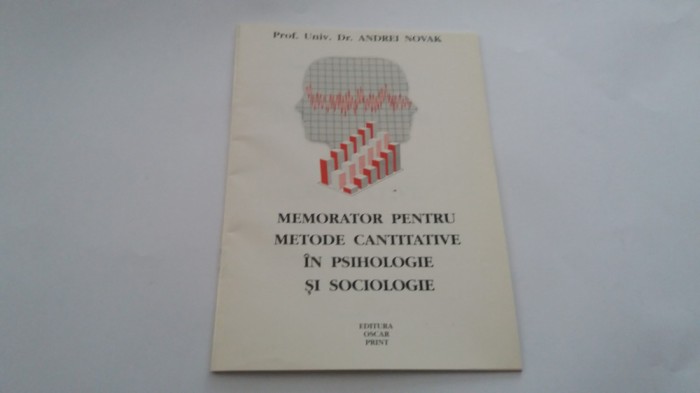 Prof. Univ. Dr. ANDREI NOVAK
MEMORATOR PENTRU
METODE CANTITATIVE
ÎN PSIHOLOGIE
ŞI SOCIOLOGIE
EDITURA
OSCAR
PRINT